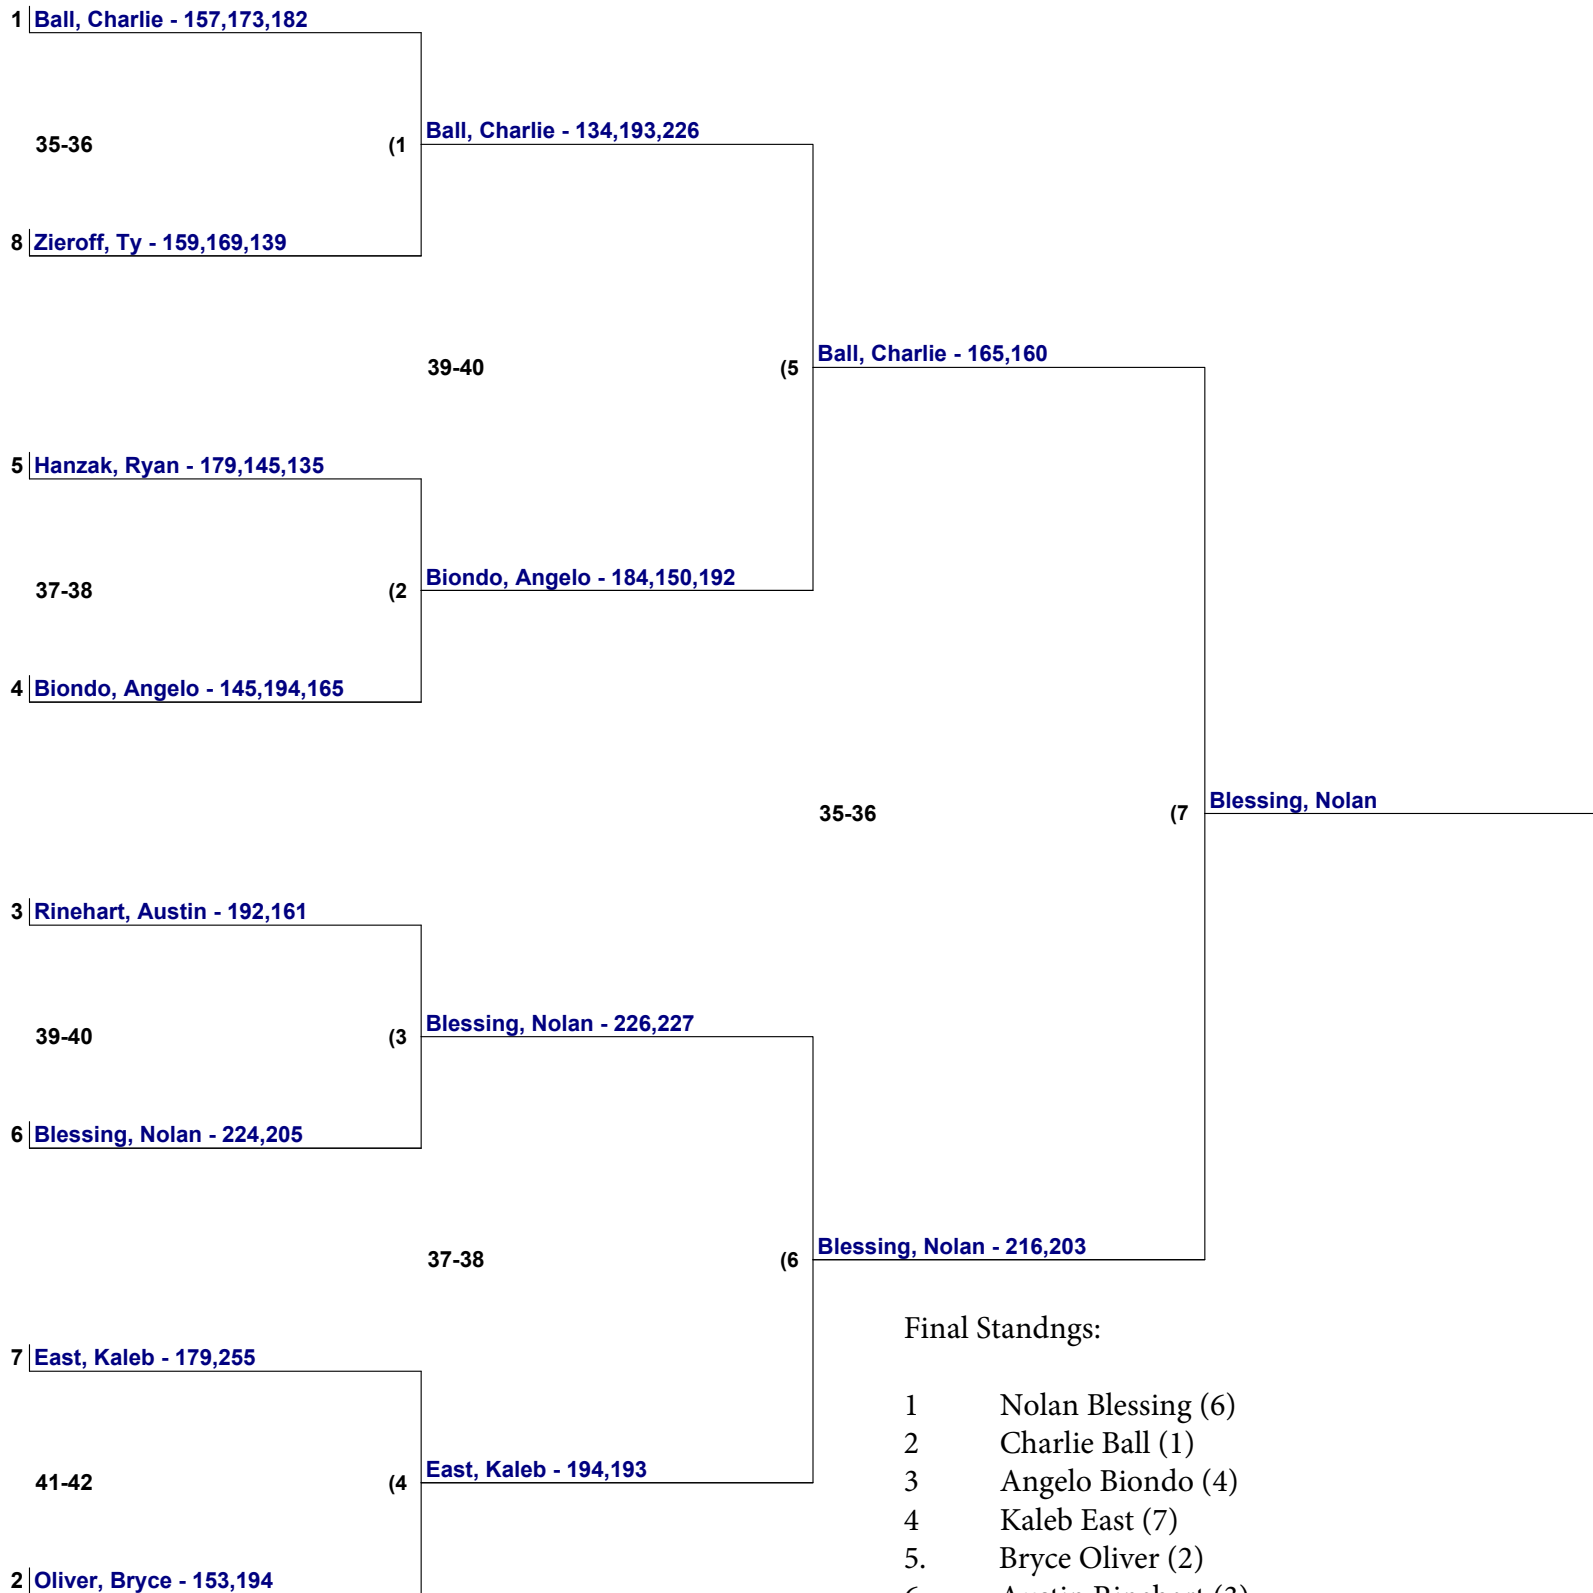 1 Ball, Charlie - 157,173,182
35-36 (1
Ball, Charlie - 134,193,226
8 Zieroff, Ty - 159,169,139
39-40 (5
Ball, Charlie - 165,160
5 Hanzak, Ryan - 179,145,135
37-38 (2
Biondo, Angelo - 184,150,192
4 Biondo, Angelo - 145,194,165
35-36 (7
Blessing, Nolan
3 Rinehart, Austin - 192,161
39-40 (3
Blessing, Nolan - 226,227
6 Blessing, Nolan - 224,205
37-38 (6
Blessing, Nolan - 216,203
7 East, Kaleb - 179,255
41-42 (4
East, Kaleb - 194,193
2 Oliver, Bryce - 153,194
Final Standngs:
1 Nolan Blessing (6)
2 Charlie Ball (1)
3 Angelo Biondo (4)
4 Kaleb East (7)
5. Bryce Oliver (2)
6 Austin Rinehart (3)